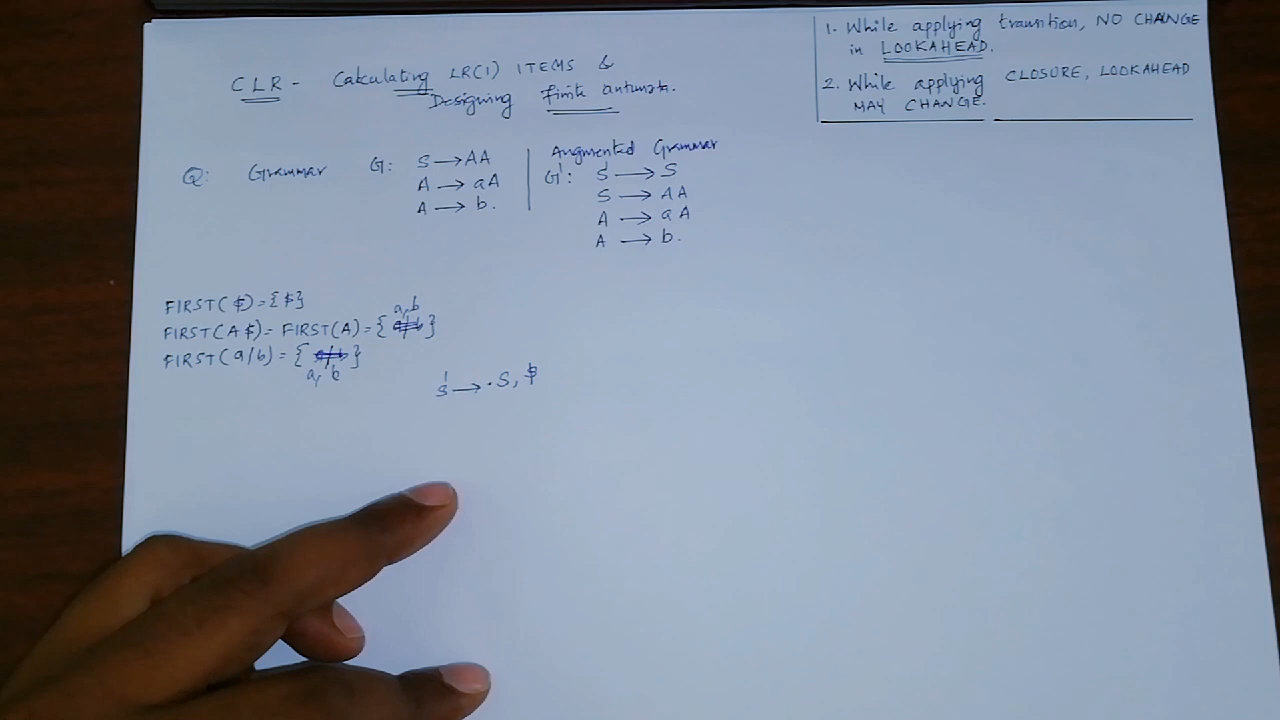 CLR - Calculating LR(1) ITEMS &
Designing finite automata.
1. While applying transition, NO CHANGE
in LOOKAHEAD.
2. While applying CLOSURE, LOOKAHEAD
MAY CHANGE.
Q: Grammar G: S → AA
A → aA
A → b.
Augmented Grammar
G': S' → S
S → AA
A → aA
A → b.
FIRST($) = {$}
FIRST(A$) = FIRST(A) = {a, b}
FIRST(a/b) = {a, b}
S' → .S, $